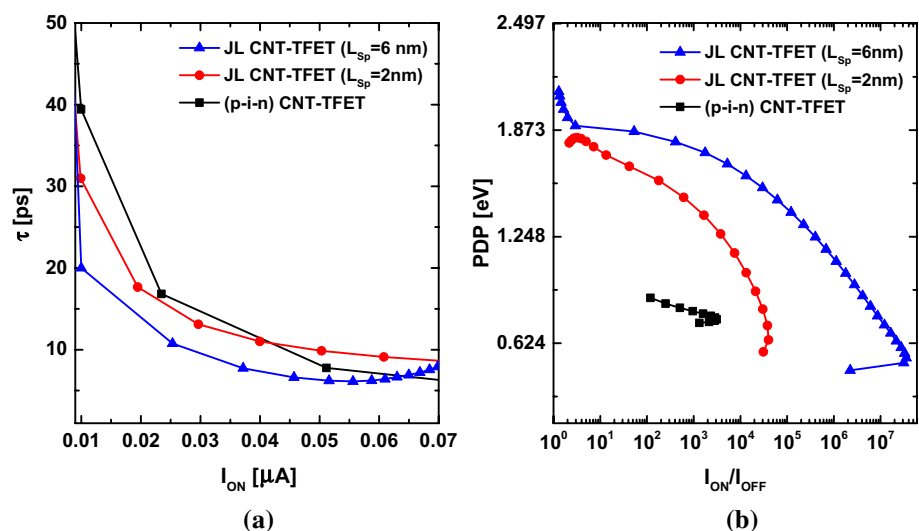 (a)
50
40
30
20
10
τ [ps]
JL CNT-TFET (L_Sp=6 nm)
JL CNT-TFET (L_Sp=2nm)
(p-i-n) CNT-TFET
0.01 0.02 0.03 0.04 0.05 0.06 0.07
I_ON [μA]
(a)
(b)
2.497
1.873
1.248
0.624
PDP [eV]
JL CNT-TFET (L_Sp=6nm)
JL CNT-TFET (L_Sp=2nm)
(p-i-n) CNT-TFET
10^0 10^1 10^2 10^3 10^4 10^5 10^6 10^7
I_ON/I_OFF
(b)